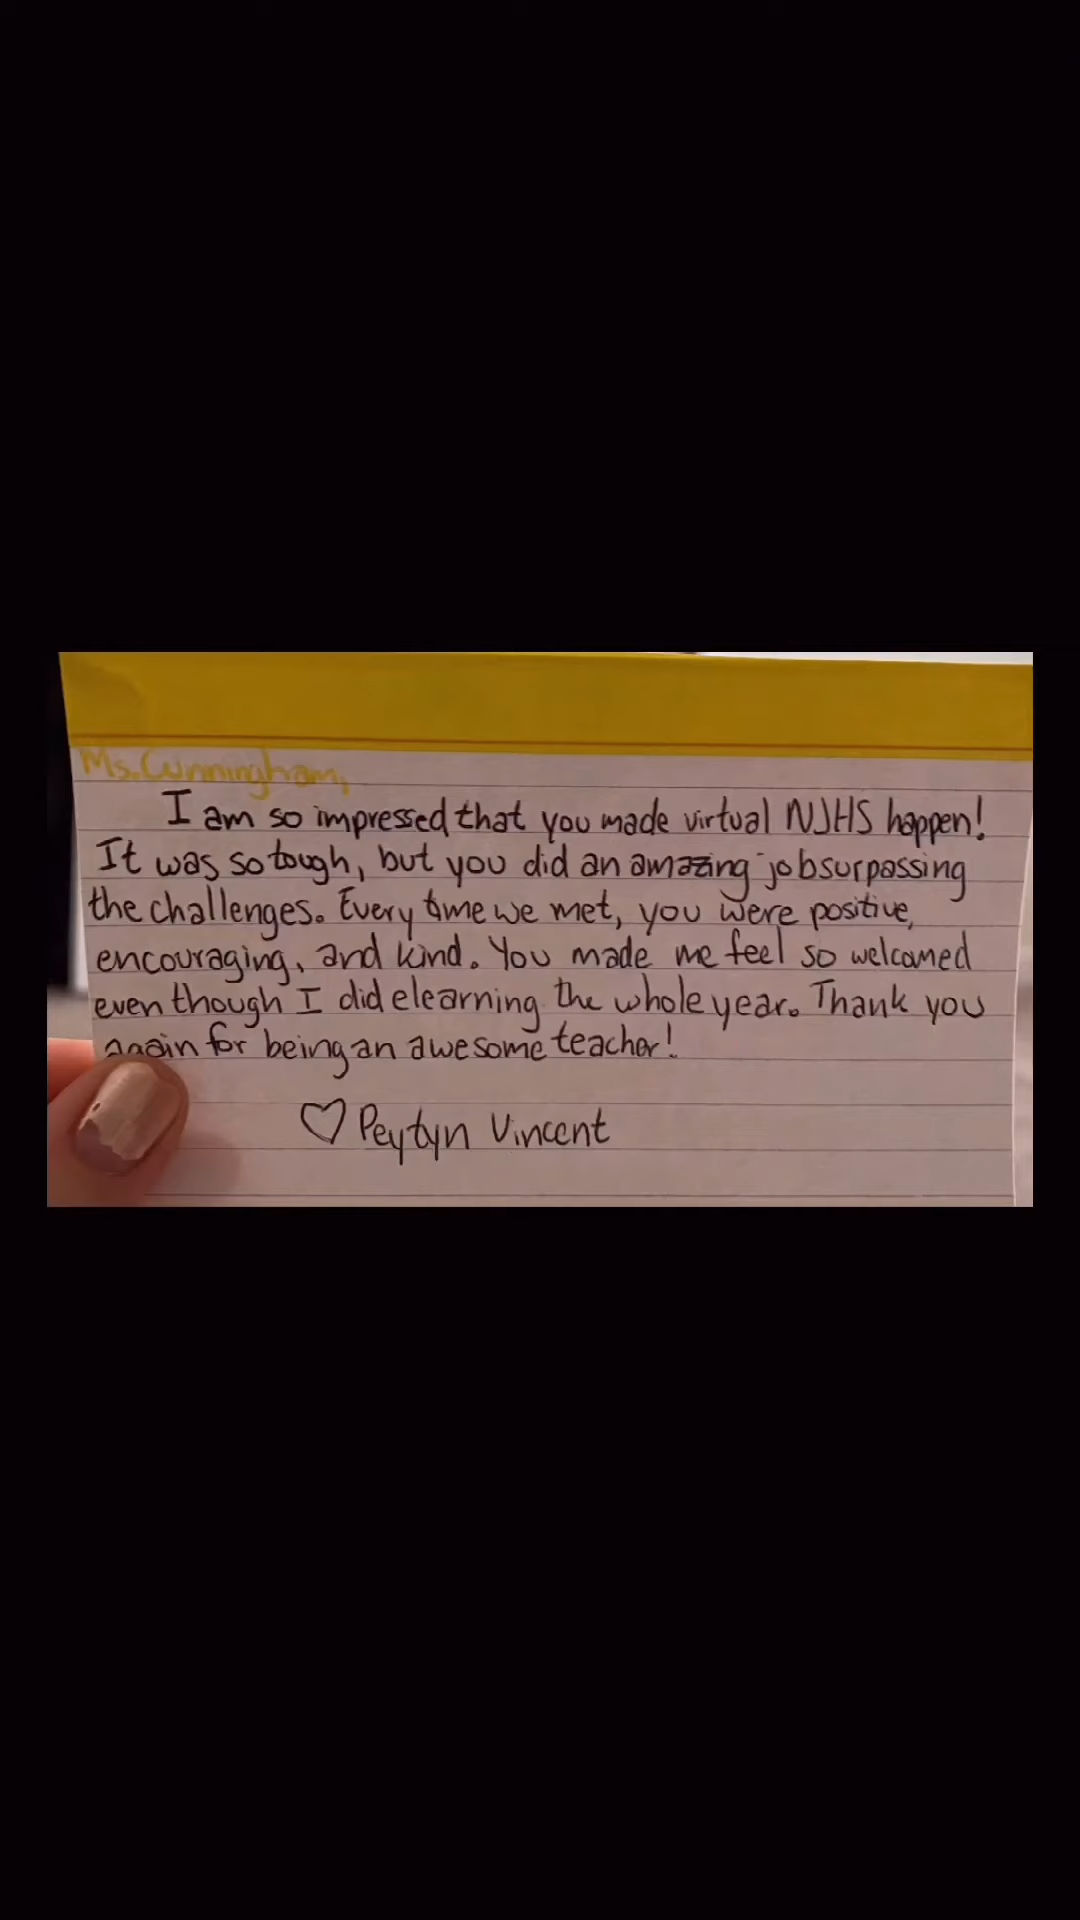 Ms. Cunningham,
I am so impressed that you made virtual NJHS happen!
It was so tough, but you did an amazing job surpassing
the challenges. Every time we met, you were positive,
encouraging, and kind. You made me feel so welcomed
even though I did elearning the whole year. Thank you
again for being an awesome teacher!
♡ Peytyn Vincent